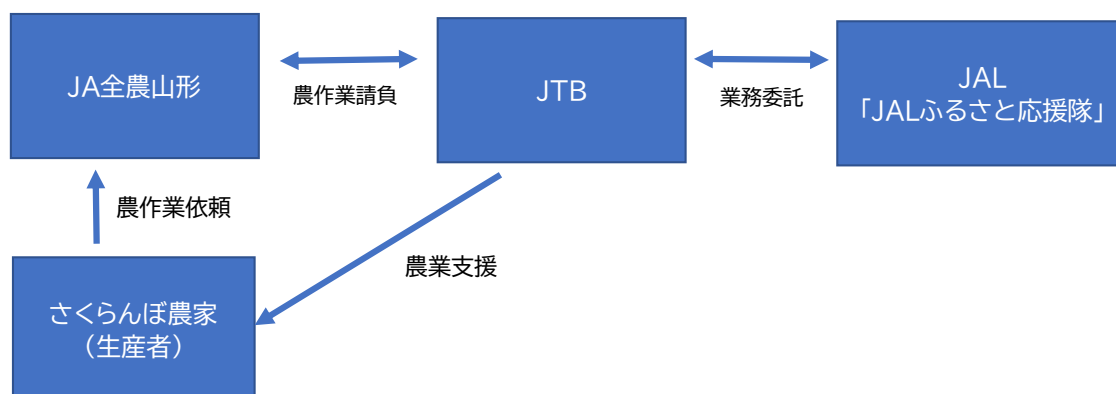 JA全農山形
農作業請負
JTB
業務委託
JAL
「JALふるさと応援隊」
農作業依頼
農業支援
さくらんぼ農家
（生産者）